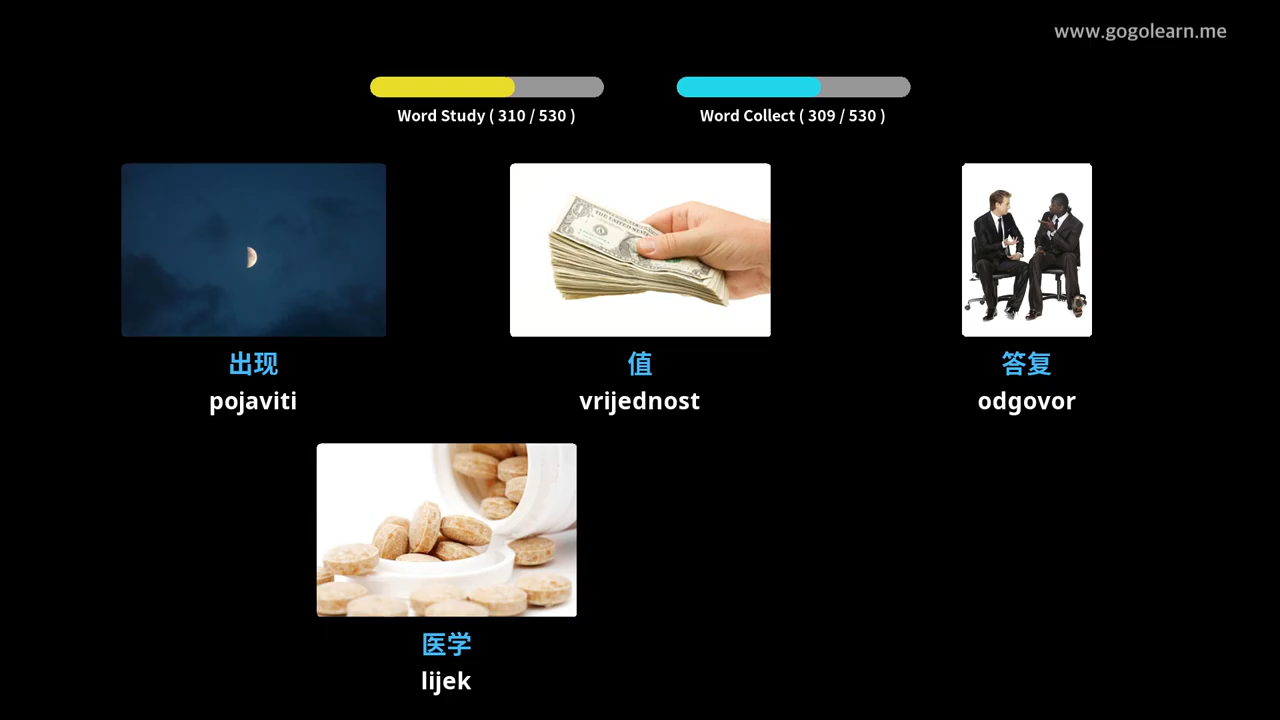 www.gogolearn.me
Word Study ( 310 / 530 )
Word Collect ( 309 / 530 )
出现
pojaviti
值
vrijednost
答复
odgovor
医学
lijek